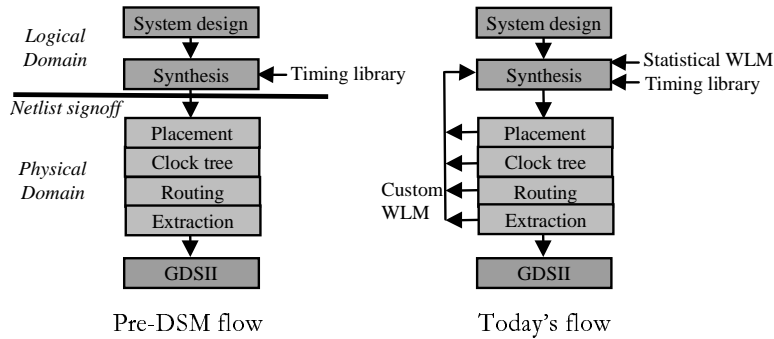 Logical
Domain
System design
Synthesis
Timing library
Netlist signoff
Physical
Domain
Placement
Clock tree
Routing
Extraction
GDSII
Pre-DSM flow
System design
Synthesis
Statistical WLM
Timing library
Placement
Clock tree
Routing
Extraction
Custom
WLM
GDSII
Today's flow